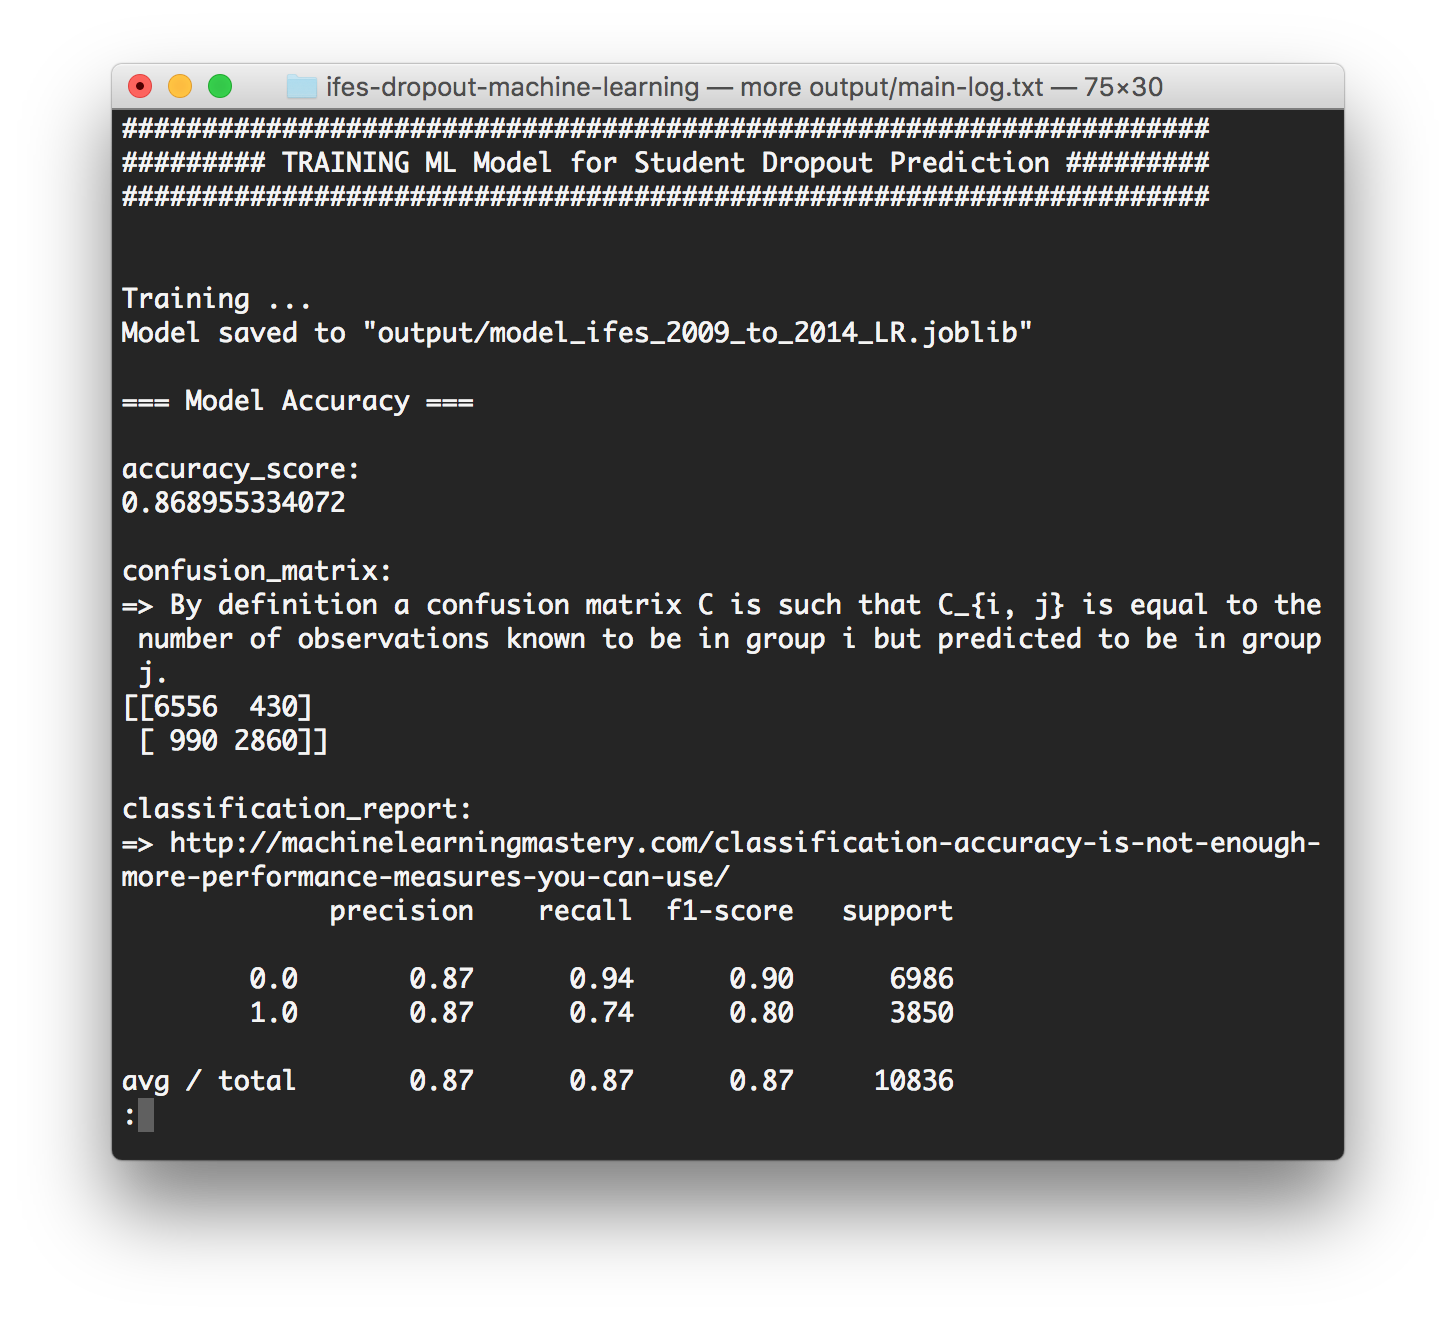 ifes-dropout-machine-learning — more output/main-log.txt — 75×30
####################################################################
######### TRAINING ML Model for Student Dropout Prediction #########
####################################################################
Training ...
Model saved to "output/model_ifes_2009_to_2014_LR.joblib"
=== Model Accuracy ===
accuracy_score:
0.868955334072
confusion_matrix:
=> By definition a confusion matrix C is such that C_{i, j} is equal to the
number of observations known to be in group i but predicted to be in group
j.
[[6556  430]
 [ 990 2860]]
classification_report:
=> http://machinelearningmastery.com/classification-accuracy-is-not-enough-
more-performance-measures-you-can-use/
precision    recall  f1-score   support
0.0       0.87      0.94      0.90      6986
1.0       0.87      0.74      0.80      3850
avg / total       0.87      0.87      0.87     10836
: